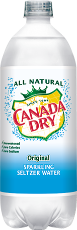 ALL NATURAL
CANADA
DRY
Original
SPARKLING
SELTZER WATER